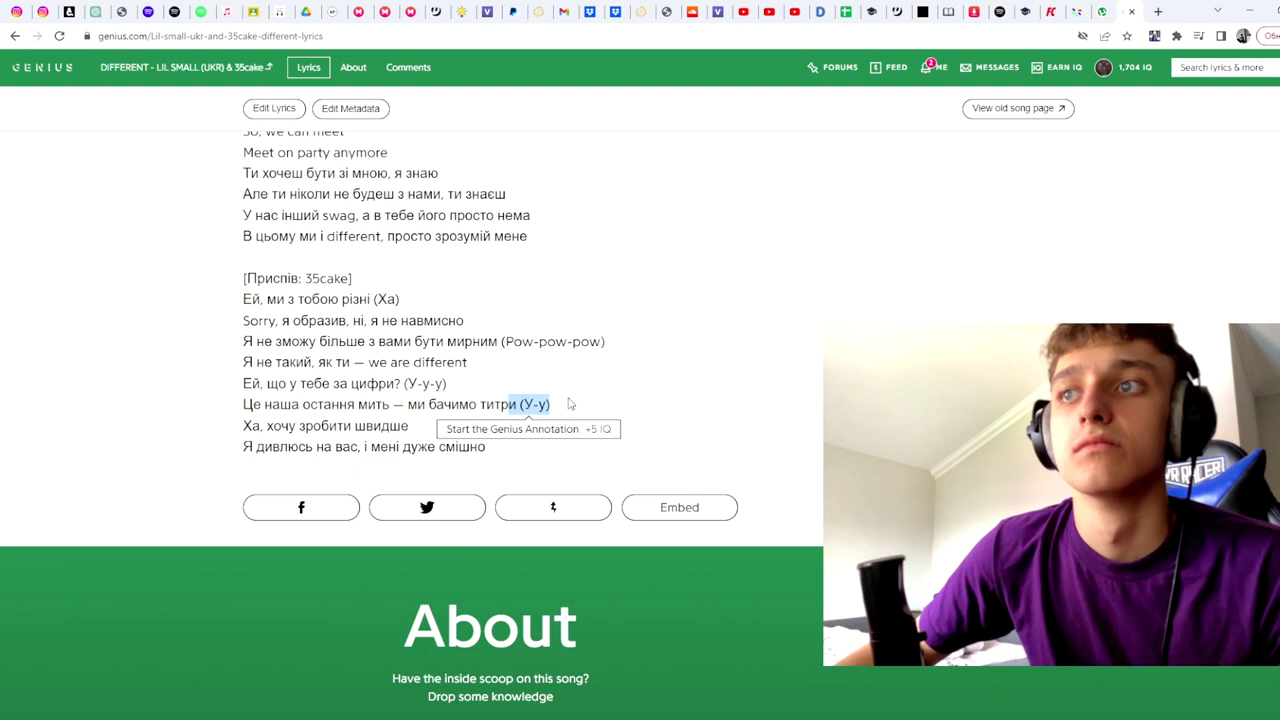 genius.com/Lil-small-ukr-and-35cake-different-lyrics
GENIUS
DIFFERENT - LIL SMALL (UKR) & 35cake
Lyrics
About
Comments
FORUMS
FEED
2
ME
MESSAGES
EARN IQ
1,704 IQ
Search lyrics & more
Edit Lyrics
Edit Metadata
View old song page
So, we can meet
Meet on party anymore
Ти хочеш бути зі мною, я знаю
Але ти ніколи не будеш з нами, ти знаєш
У нас інший swag, а в тебе його просто нема
В цьому ми і different, просто зрозумій мене
[Приспів: 35cake]
Ей, ми з тобою різні (Ха)
Sorry, я образив, ні, я не навмисно
Я не зможу більше з вами бути мирним (Pow-pow-pow)
Я не такий, як ти — we are different
Ей, що у тебе за цифри? (У-у-у)
Це наша остання мить — ми бачимо титри (У-у)
Ха, хочу зробити швидше
Start the Genius Annotation +5 IQ
Я дивлюсь на вас, і мені дуже смішно
Embed
About
Have the inside scoop on this song?
Drop some knowledge